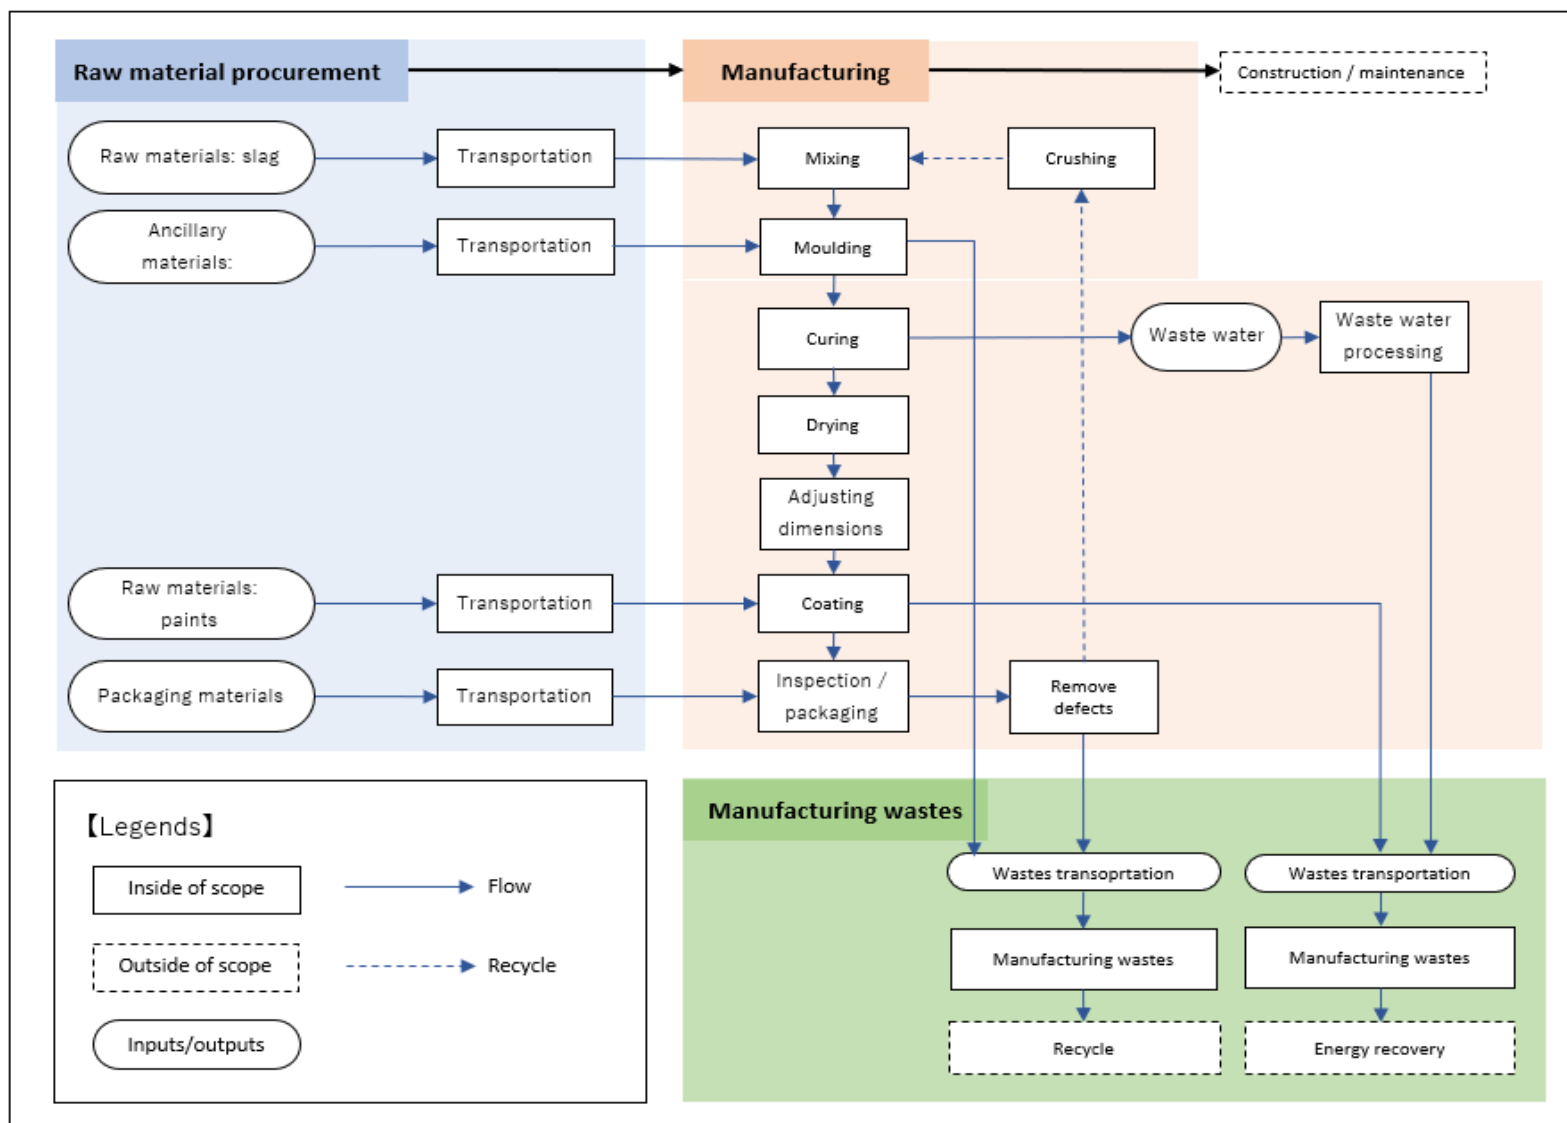 Raw material procurement
Manufacturing
Construction / maintenance
Raw materials: slag
Transportation
Mixing
Crushing
Ancillary
materials:
Transportation
Moulding
Curing
Waste water
Waste water
processing
Drying
Adjusting
dimensions
Raw materials:
paints
Transportation
Coating
Packaging materials
Transportation
Inspection /
packaging
Remove
defects
【Legends】
Inside of scope
Flow
Outside of scope
Recycle
Inputs/outputs
Manufacturing wastes
Wastes transoprtation
Wastes transportation
Manufacturing wastes
Manufacturing wastes
Recycle
Energy recovery